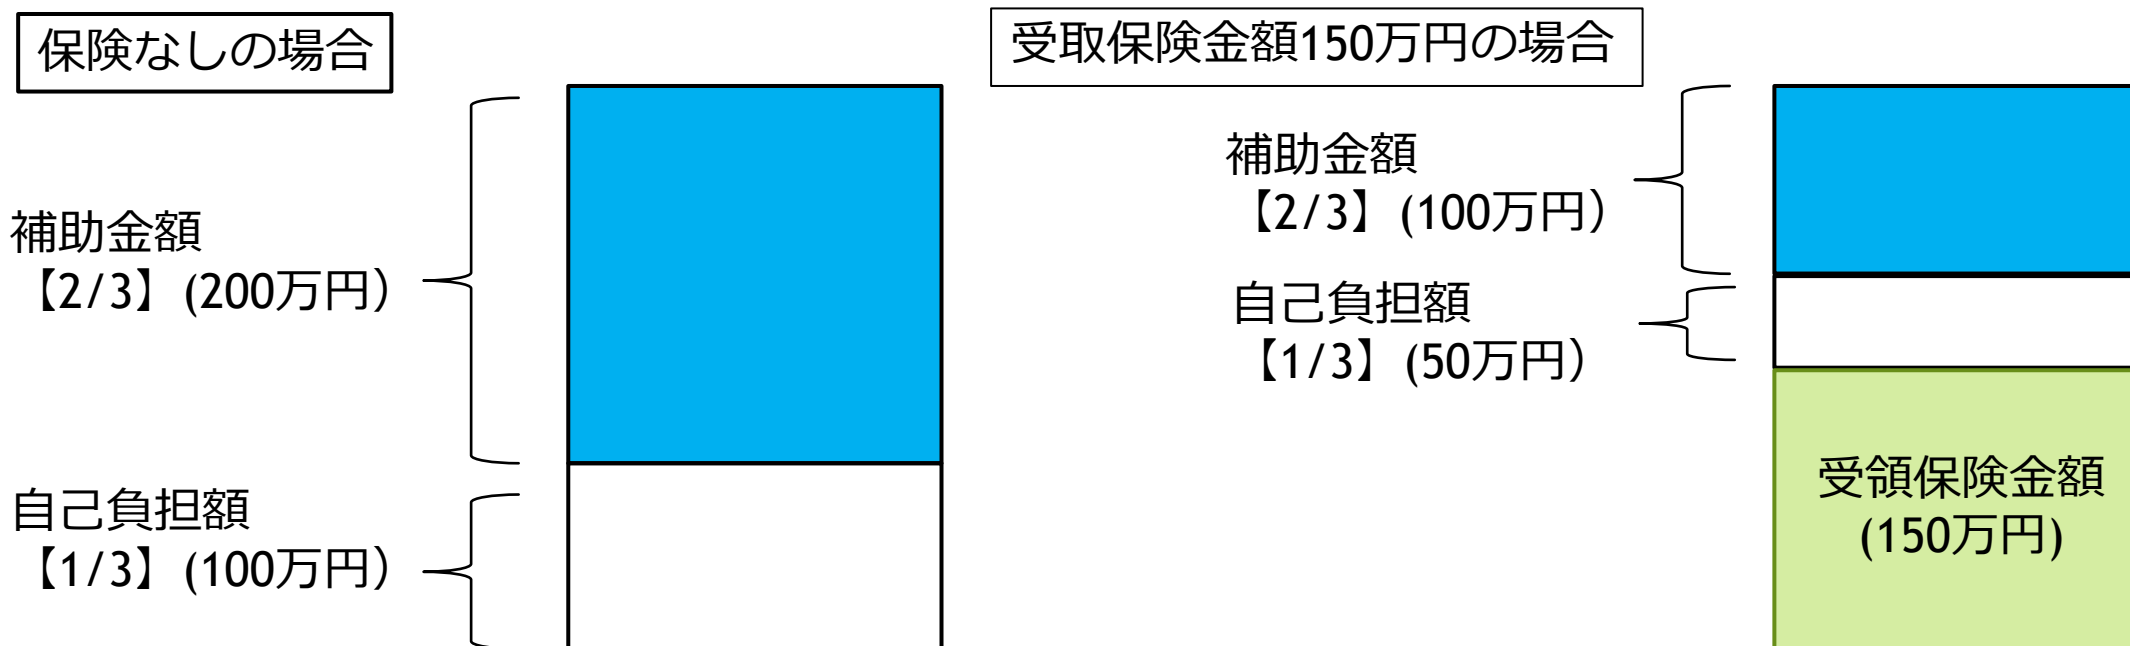 保険なしの場合
補助金額
【2/3】(200万円）
自己負担額
【1/3】(100万円）
受取保険金額150万円の場合
補助金額
【2/3】(100万円）
自己負担額
【1/3】(50万円）
受領保険金額
(150万円)